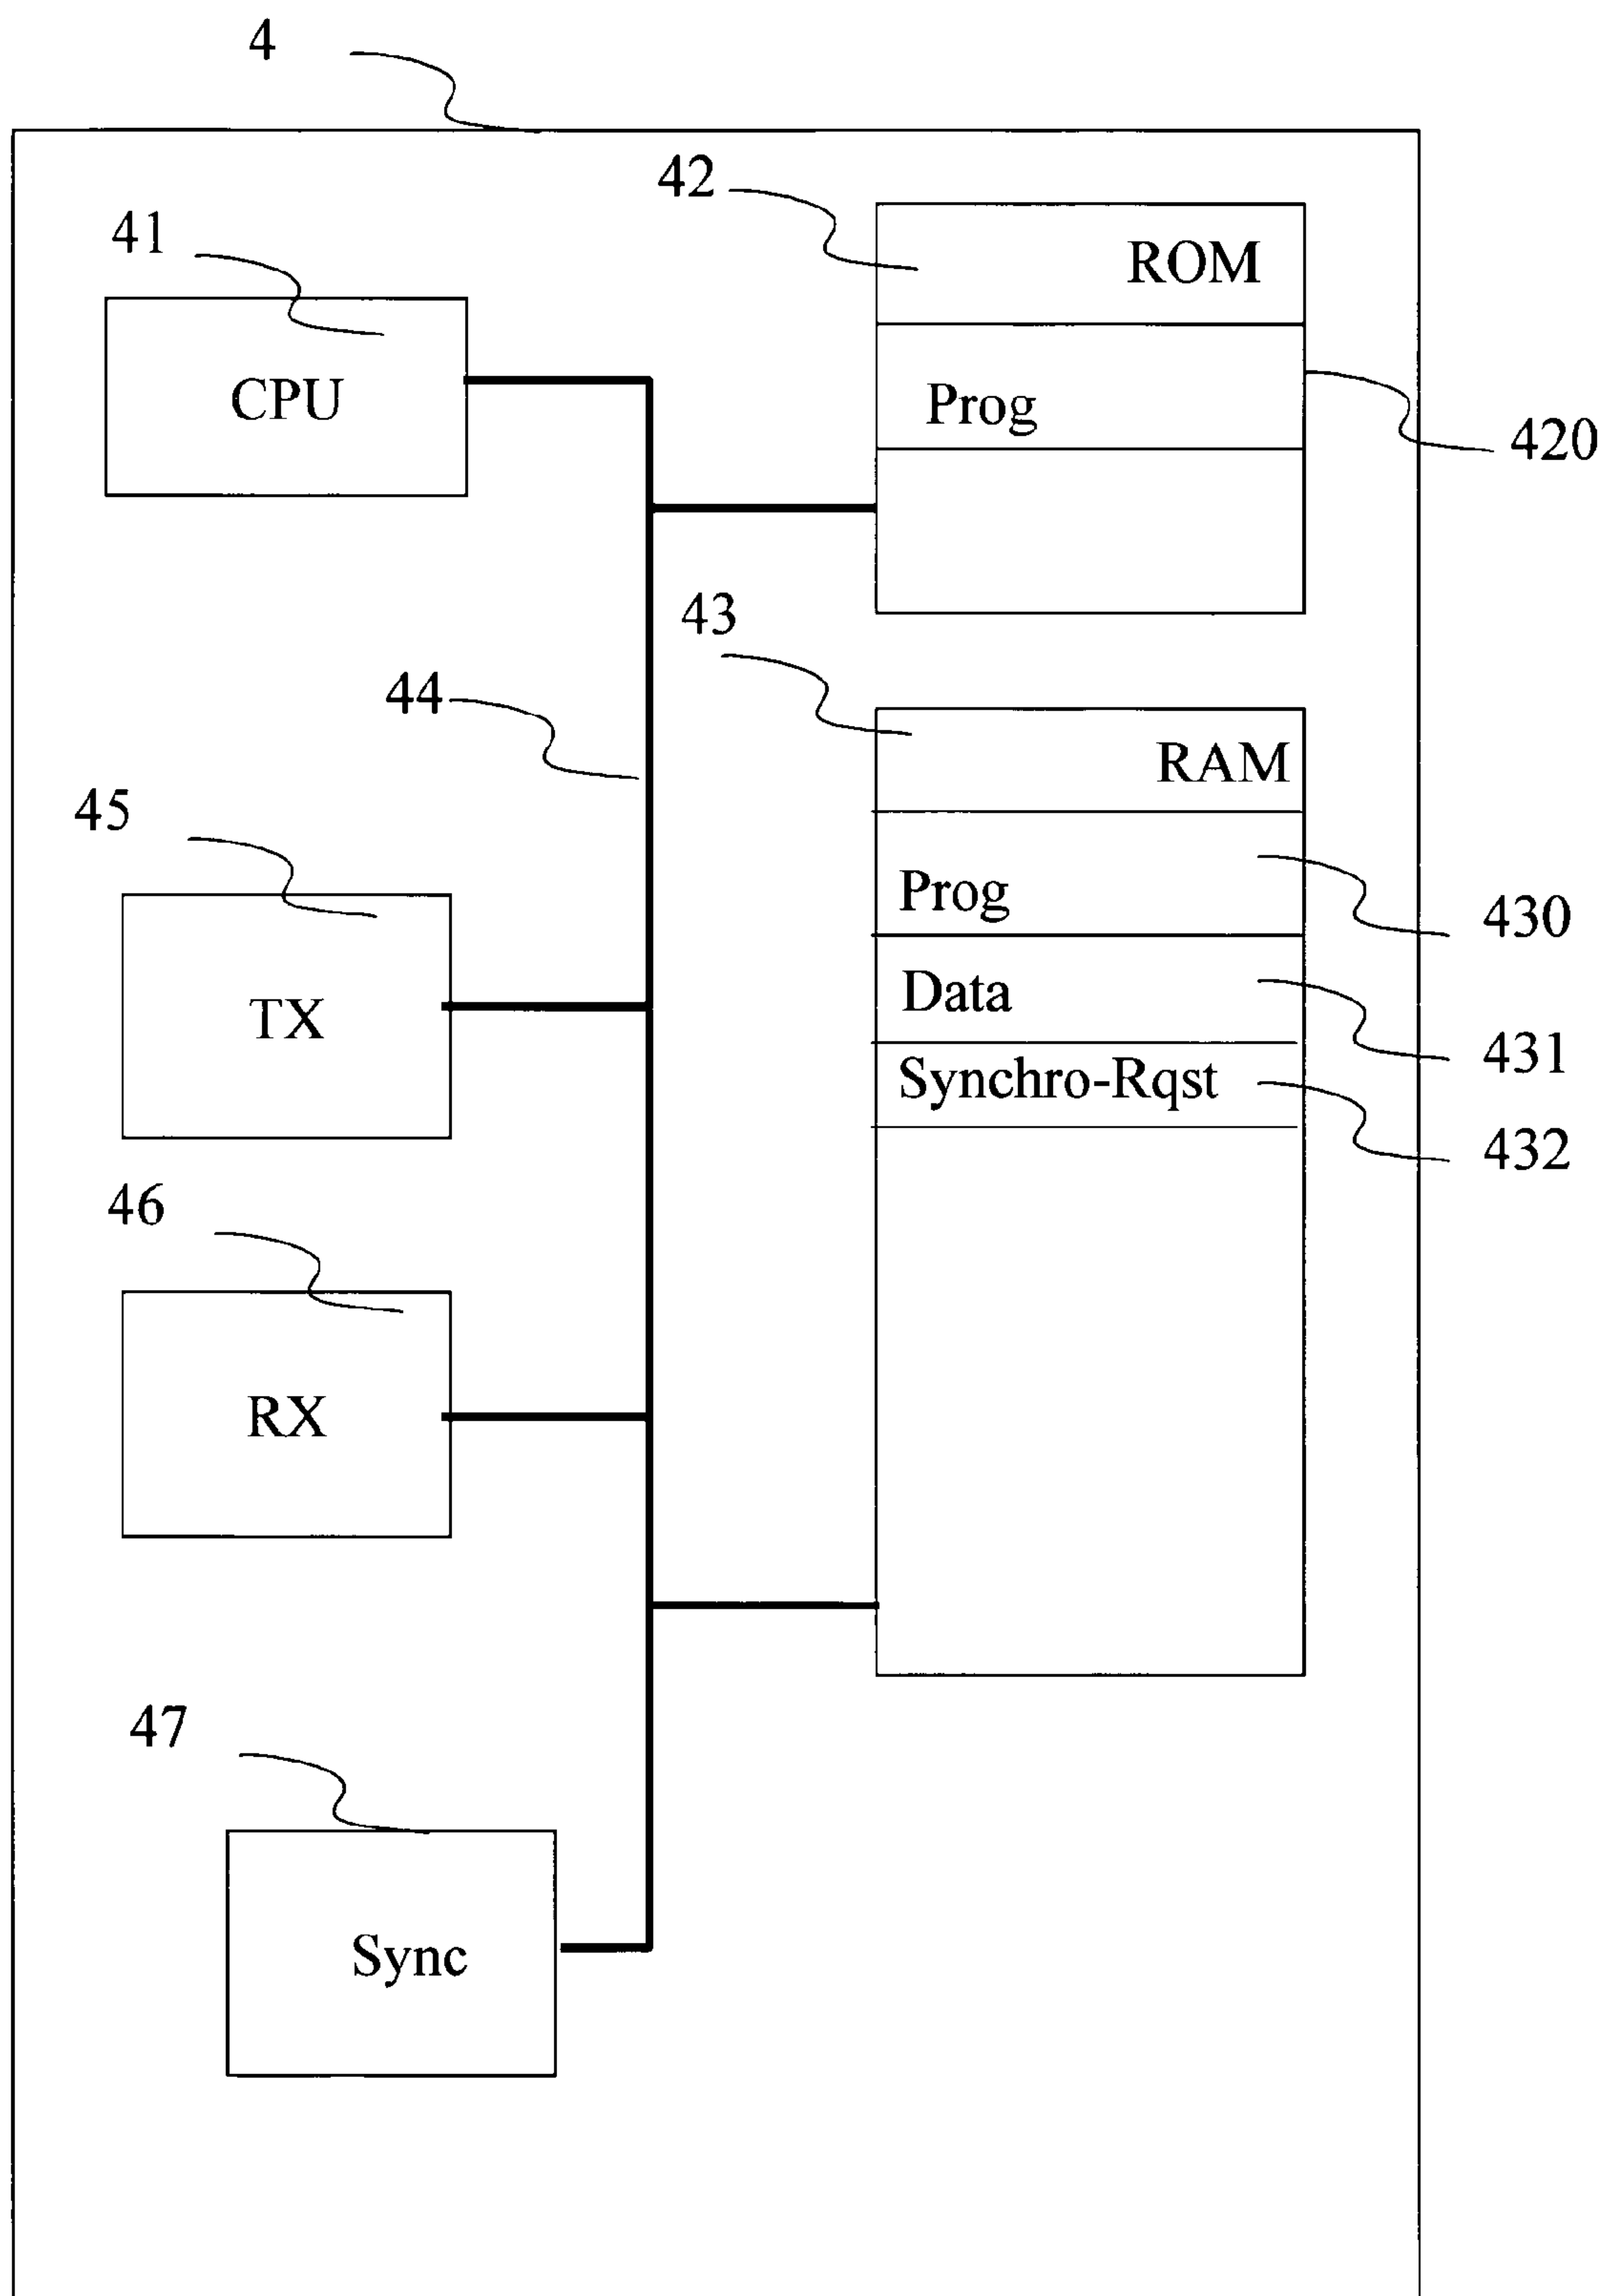 4
42
ROM
41
CPU
Prog
420
43
44
RAM
45
Prog
430
TX
Data
431
Synchro-Rqst
432
46
RX
47
Sync